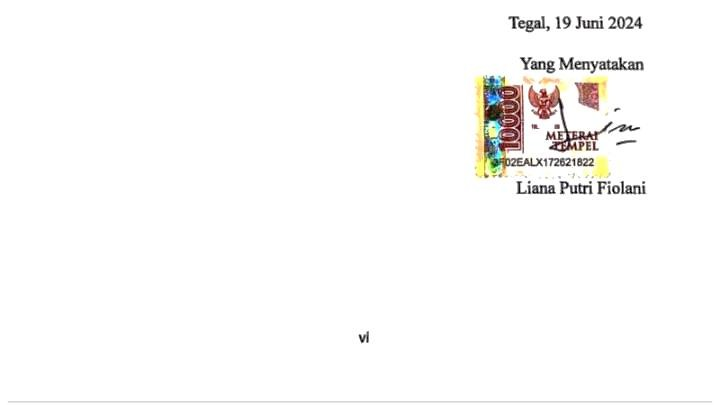 Tegal, 19 Juni 2024
Yang Menyatakan
10000
METERAI
TEMPEL
F02EALX172621822
Liana Putri Fiolani
vi